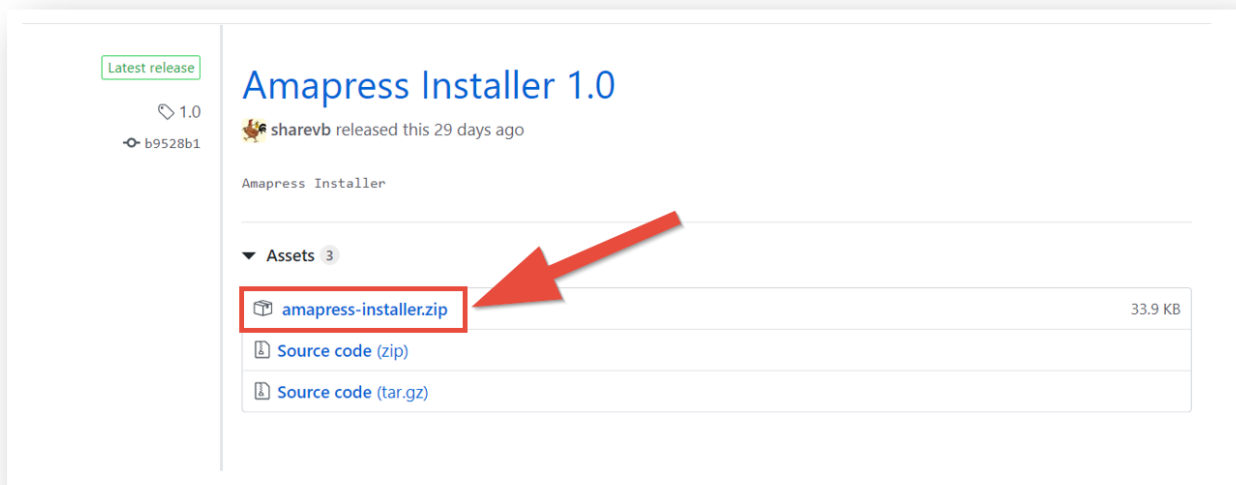 Latest release
1.0
b9528b1
Amapress Installer 1.0
sharevb released this 29 days ago
Amapress Installer
Assets 3
amapress-installer.zip 33.9 KB
Source code (zip)
Source code (tar.gz)